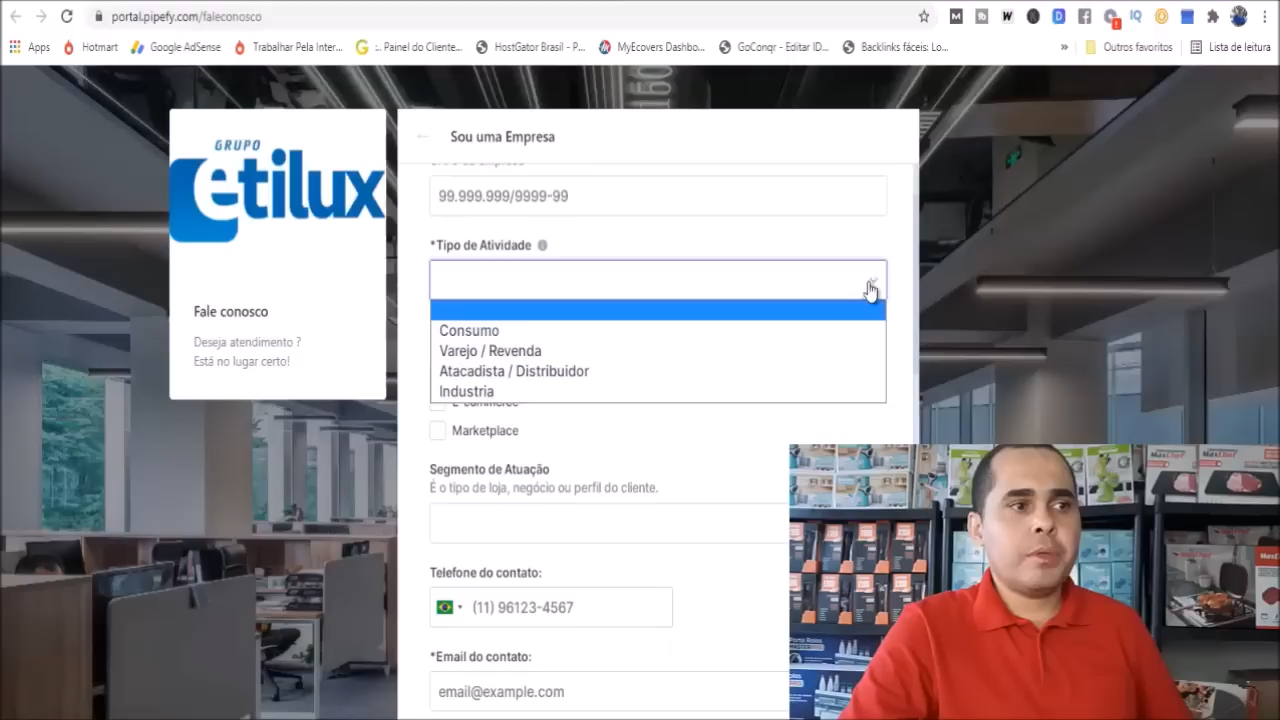 portal.pipefy.com/faleconosco
Apps
Hotmart
Google AdSense
Trabalhar Pela Inter...
:. Painel do Cliente...
HostGator Brasil - P...
MyEcovers Dashbo...
GoConqr - Editar ID...
Backlinks fáceis: Lo...
»
Outros favoritos
Lista de leitura
GRUPO
etilux
Fale conosco
Deseja atendimento ?
Está no lugar certo!
Sou uma Empresa
99.999.999/9999-99
*Tipo de Atividade
Consumo
Varejo / Revenda
Atacadista / Distribuidor
Industria
E-commerce
Marketplace
Segmento de Atuação
É o tipo de loja, negócio ou perfil do cliente.
Telefone do contato:
(11) 96123-4567
*Email do contato:
email@example.com